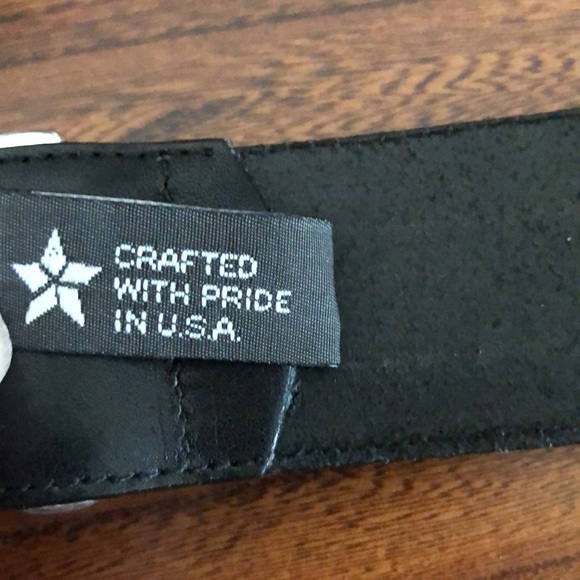 CRAFTED
WITH PRIDE
IN U.S.A.